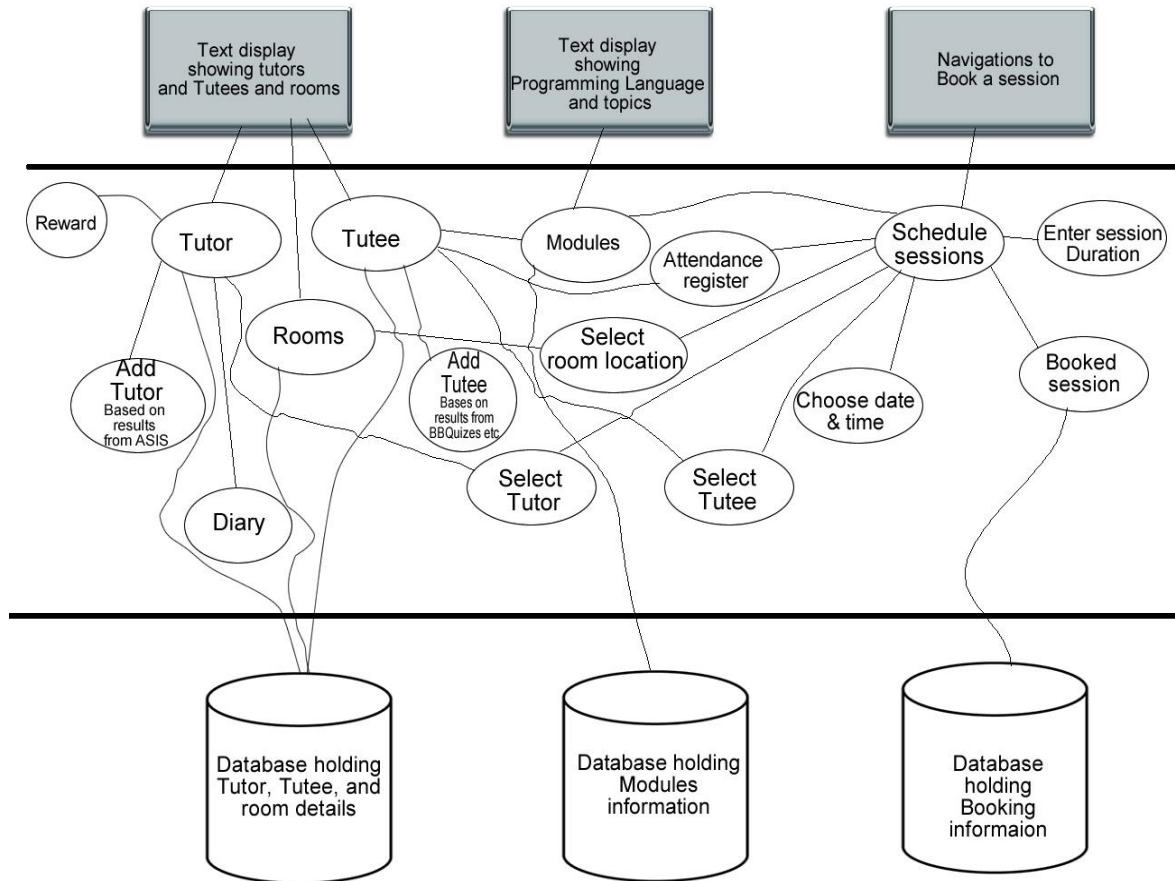 Text display
showing tutors
and Tutees and rooms
Text display
showing
Programming Language
and topics
Navigations to
Book a session
Reward
Tutor
Tutee
Modules
Attendance
register
Schedule
sessions
Enter session
Duration
Rooms
Select
room location
Add
Tutor
Based on
results
from ASIS
Add
Tutee
Bases on
results from
BBQuizes etc
Choose date
& time
Booked
session
Diary
Select
Tutor
Select
Tutee
Database holding
Tutor, Tutee, and
room details
Database holding
Modules
information
Database
holding
Booking
informaion